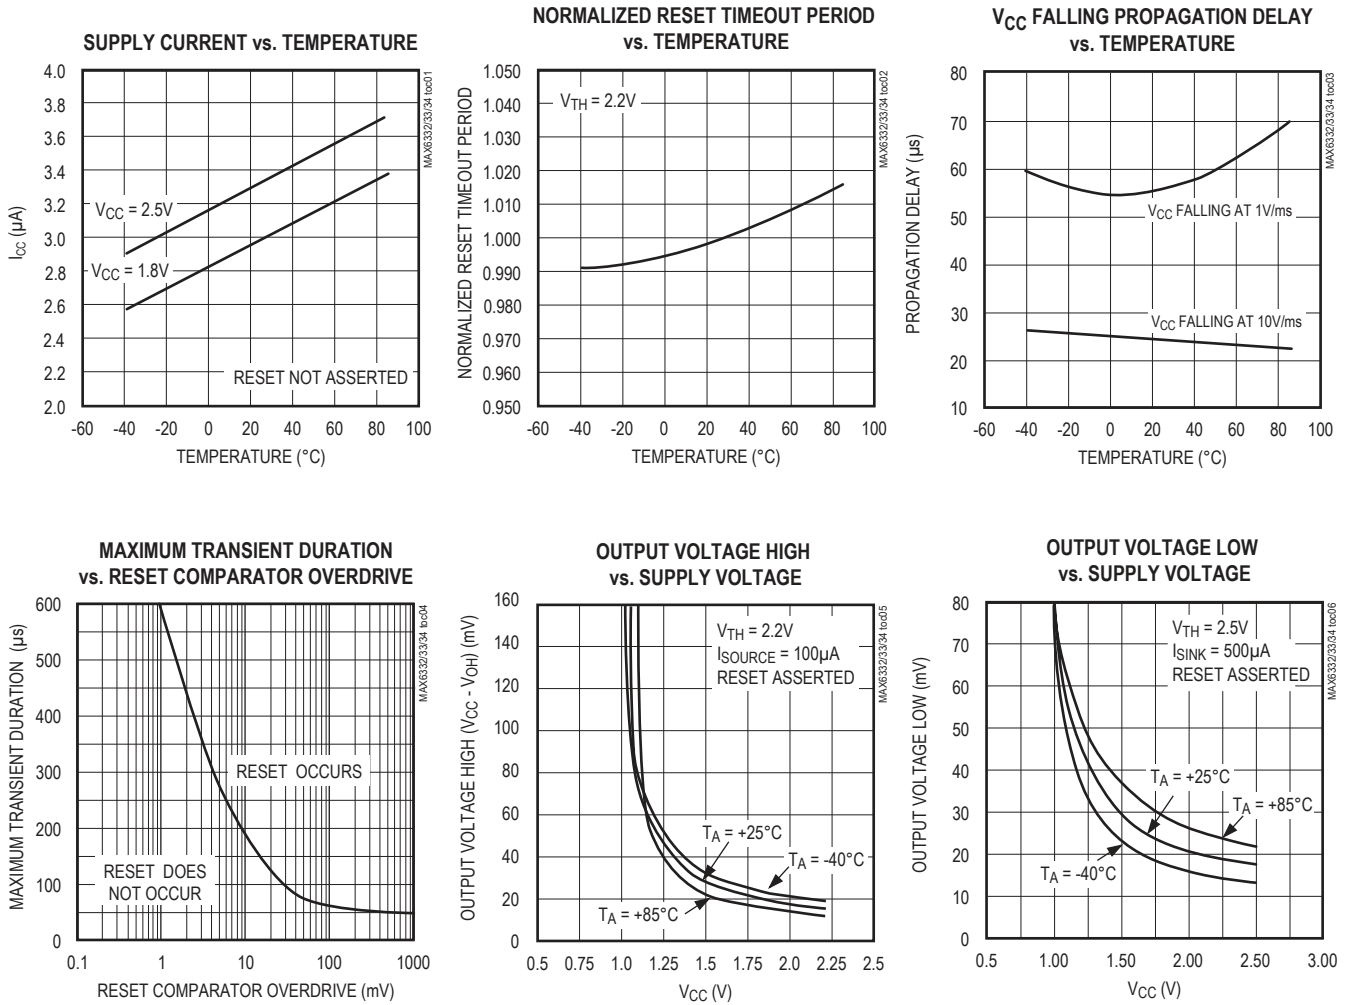 SUPPLY CURRENT vs. TEMPERATURE
4.0
3.8
3.6
3.4
3.2
3.0
2.8
2.6
2.4
2.2
2.0
ICC (µA)
VCC = 2.5V
VCC = 1.8V
RESET NOT ASSERTED
MAX6332/33/34 toc01
-60 -40 -20 0 20 40 60 80 100
TEMPERATURE (°C)
NORMALIZED RESET TIMEOUT PERIOD
vs. TEMPERATURE
1.050
1.040
1.030
1.020
1.010
1.000
0.990
0.980
0.970
0.960
0.950
NORMALIZED RESET TIMEOUT PERIOD
VTH = 2.2V
MAX6332/33/34 toc02
-60 -40 -20 0 20 40 60 80 100
TEMPERATURE (°C)
VCC FALLING PROPAGATION DELAY
vs. TEMPERATURE
80
70
60
50
40
30
20
10
PROPAGATION DELAY (µs)
VCC FALLING AT 1V/ms
VCC FALLING AT 10V/ms
MAX6332/33/34 toc03
-60 -40 -20 0 20 40 60 80 100
TEMPERATURE (°C)
MAXIMUM TRANSIENT DURATION
vs. RESET COMPARATOR OVERDRIVE
600
500
400
300
200
100
0
MAXIMUM TRANSIENT DURATION (µs)
RESET OCCURS
RESET DOES
NOT OCCUR
MAX6332/33/34 toc04
0.1 1 10 100 1000
RESET COMPARATOR OVERDRIVE (mV)
OUTPUT VOLTAGE HIGH
vs. SUPPLY VOLTAGE
160
140
120
100
80
60
40
20
0
OUTPUT VOLTAGE HIGH (VCC - VOH) (mV)
VTH = 2.2V
ISOURCE = 100µA
RESET ASSERTED
TA = +25°C
TA = -40°C
TA = +85°C
MAX6332/33/34 toc05
0.5 0.75 1.0 1.25 1.5 1.75 2.0 2.25 2.5
VCC (V)
OUTPUT VOLTAGE LOW
vs. SUPPLY VOLTAGE
80
70
60
50
40
30
20
10
0
OUTPUT VOLTAGE LOW (mV)
VTH = 2.5V
ISINK = 500µA
RESET ASSERTED
TA = +25°C
TA = +85°C
TA = -40°C
MAX6332/33/34 toc06
0.5 1.00 1.50 2.00 2.50 3.00
VCC (V)